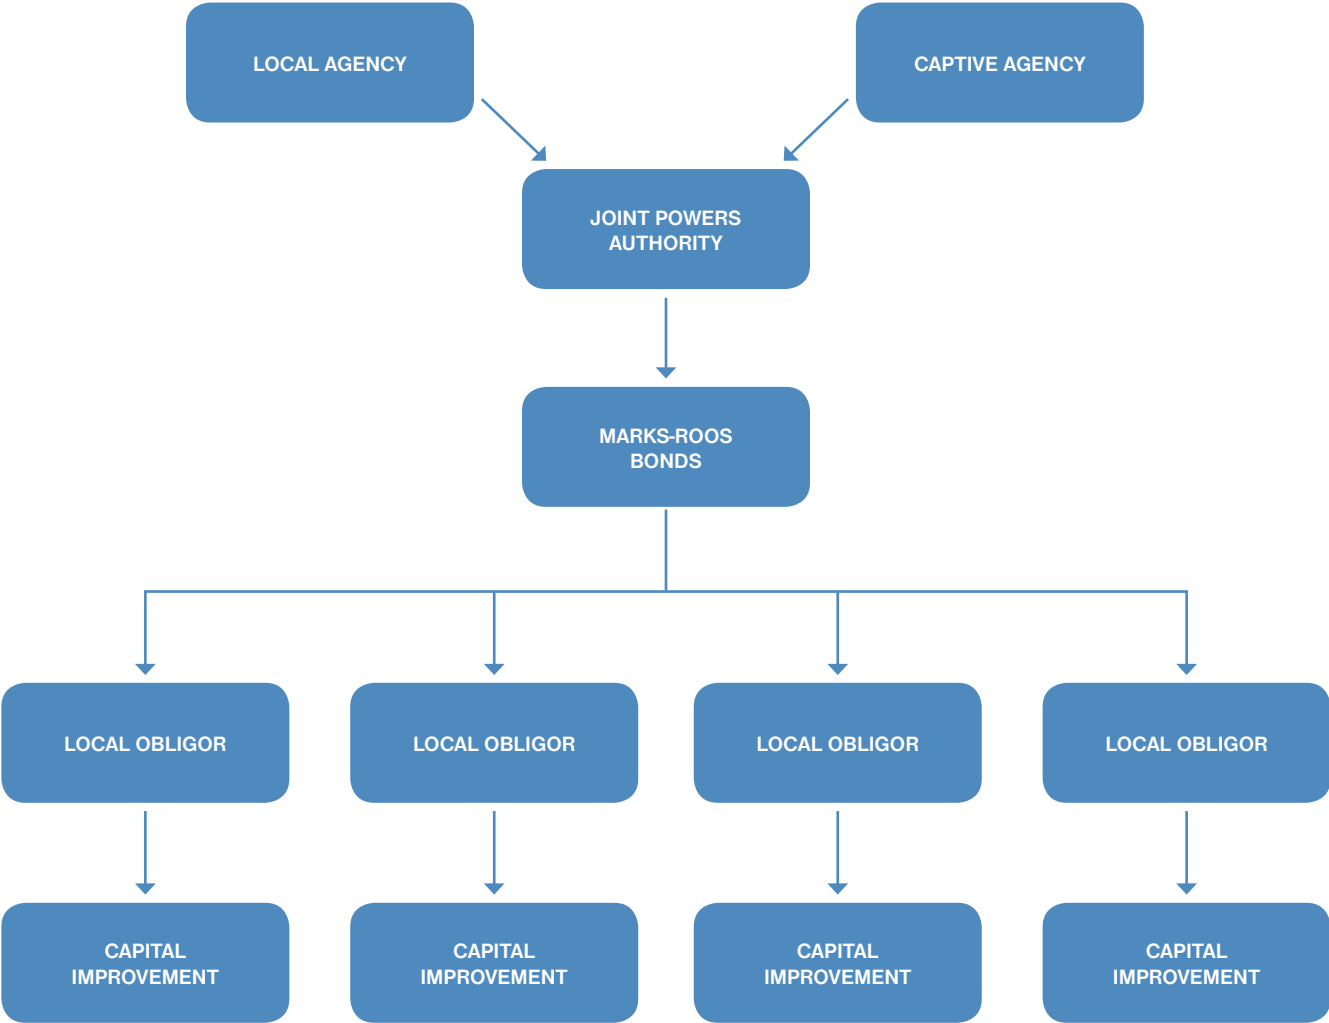 LOCAL AGENCY
CAPTIVE AGENCY
JOINT POWERS
AUTHORITY
MARKS-ROOS
BONDS
LOCAL OBLIGOR
LOCAL OBLIGOR
LOCAL OBLIGOR
LOCAL OBLIGOR
CAPITAL
IMPROVEMENT
CAPITAL
IMPROVEMENT
CAPITAL
IMPROVEMENT
CAPITAL
IMPROVEMENT